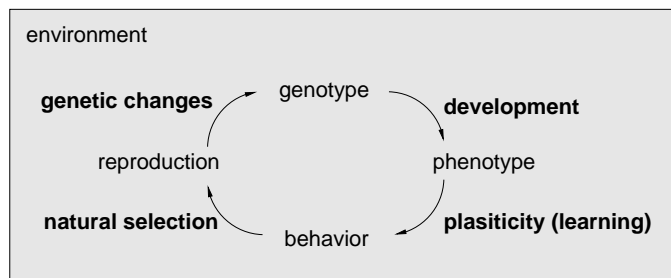 environment
genetic changes
genotype
development
reproduction
phenotype
natural selection
plasiticity (learning)
behavior